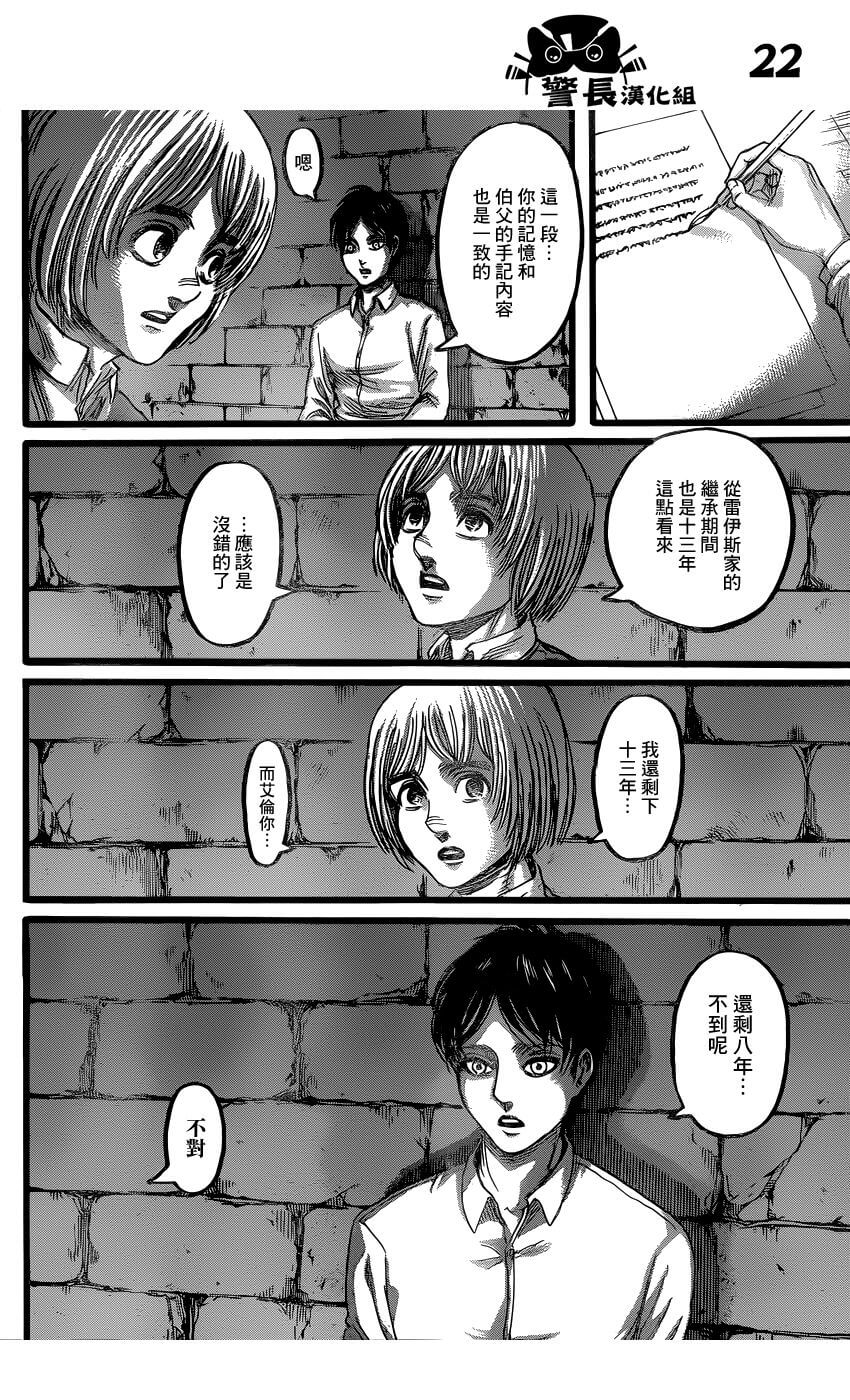 警長漢化組
22
這一段…
你的記憶和
伯父的手記內容
也是一致的
嗯
從雷伊斯家的
繼承期間
也是十三年
這點看來
…應該是
沒錯的了
我還剩下
十三年…
而艾倫你…
還剩八年…
不到呢
不對